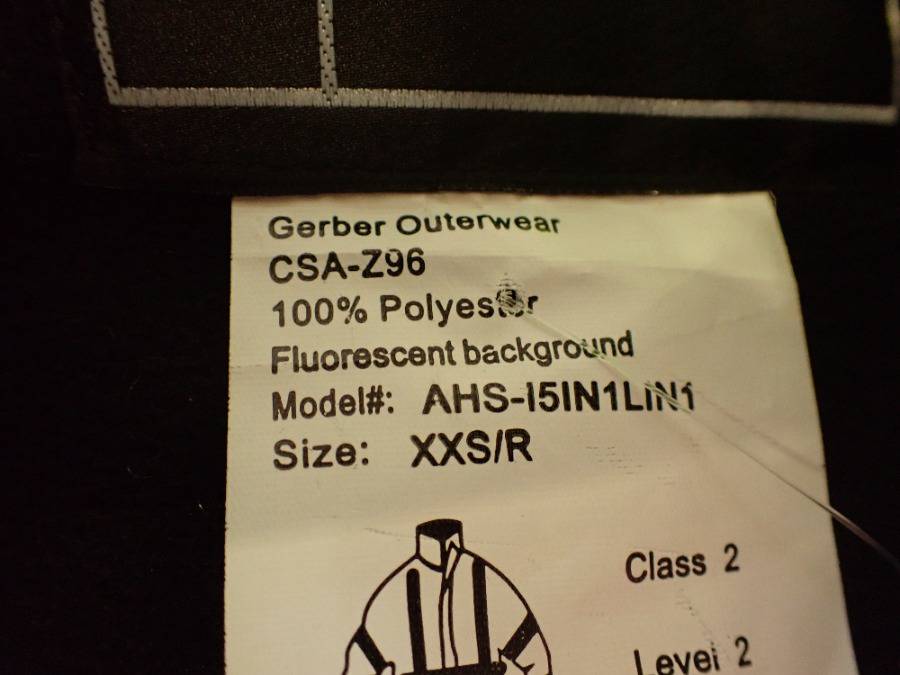 Gerber Outerwear
CSA-Z96
100% Polyester
Fluorescent background
Model#: AHS-I5IN1LIN1
Size: XXS/R
Class 2
Level 2